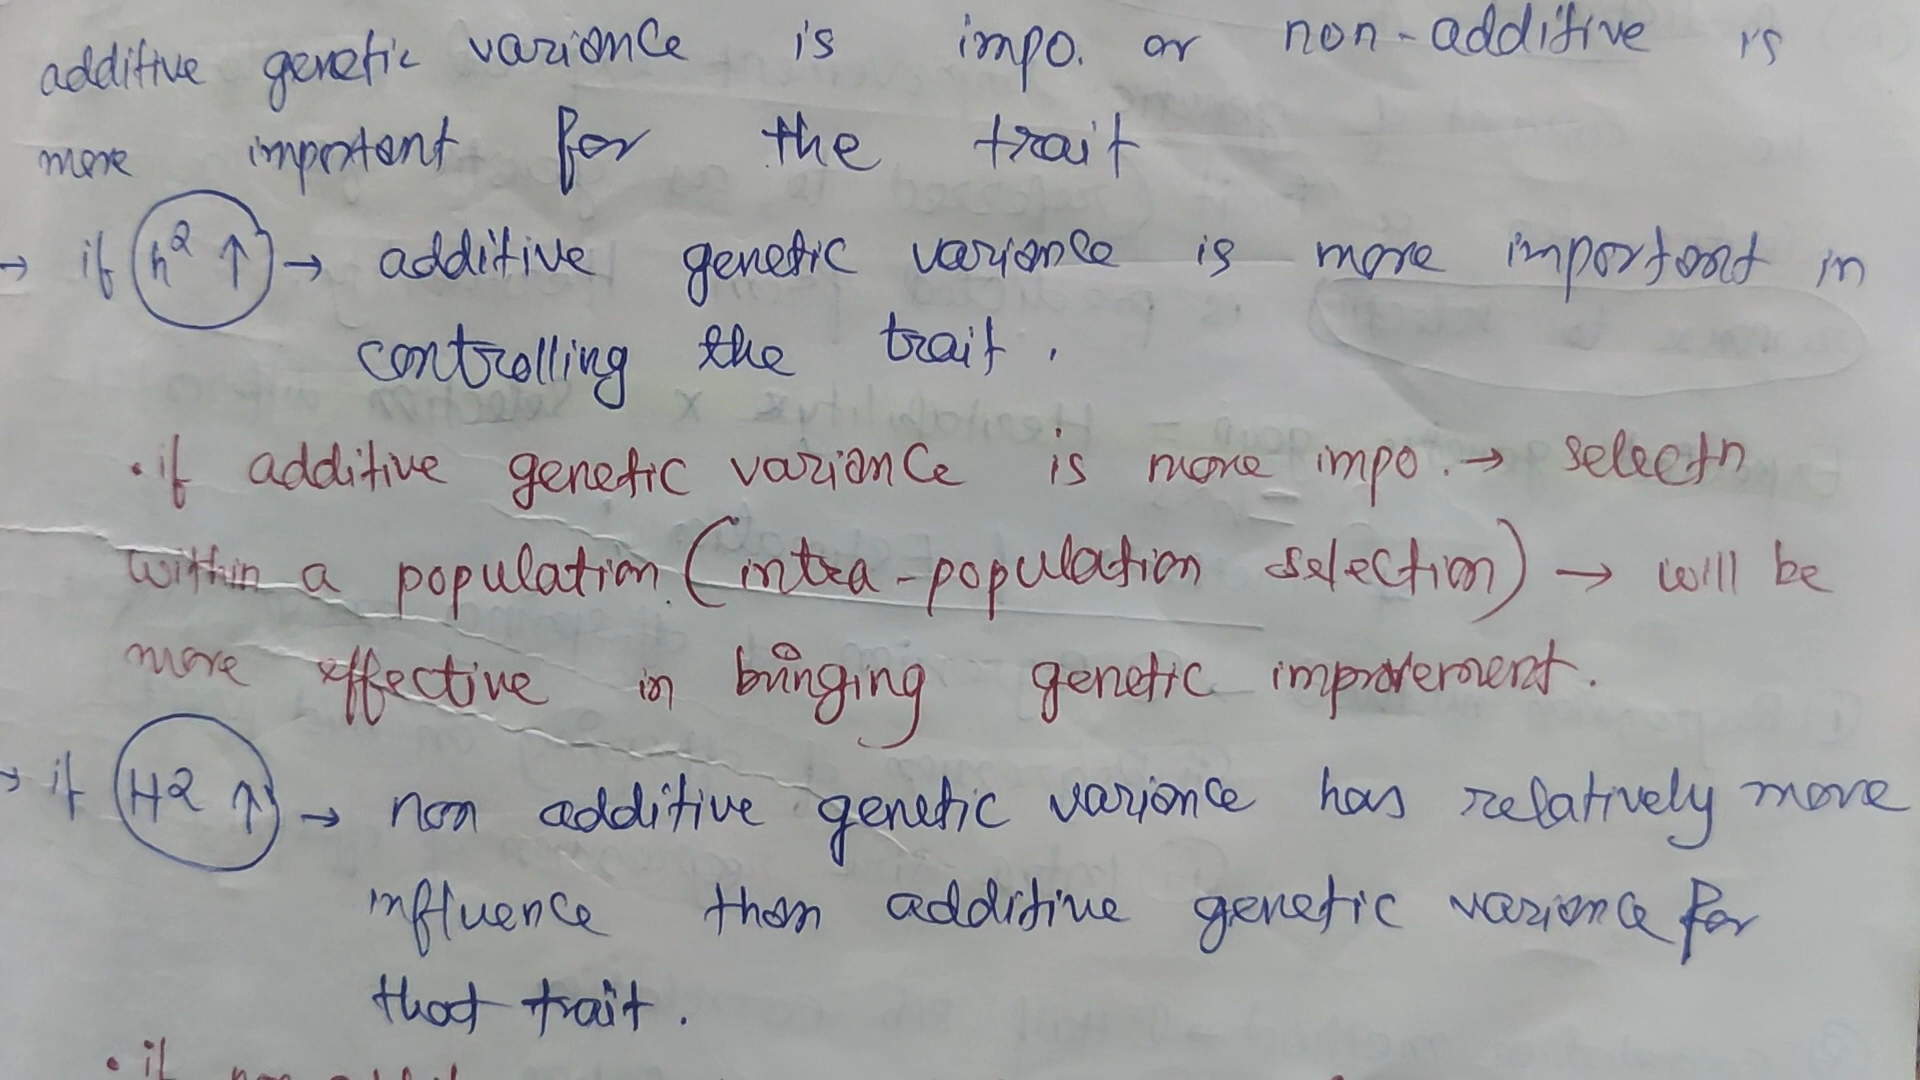 additive genetic variance is impo. or non-additive is
more important for the trait
→ if h² ↑ → additive genetic variance is more important in
controlling the trait.
• if additive genetic variance is more impo. → selectn
within a population (intra-population selection) → will be
more effective in bringing genetic improvement.
→ if H2 ↑ → non additive genetic variance has relatively more
influence than additive genetic variance for
that trait.
• if